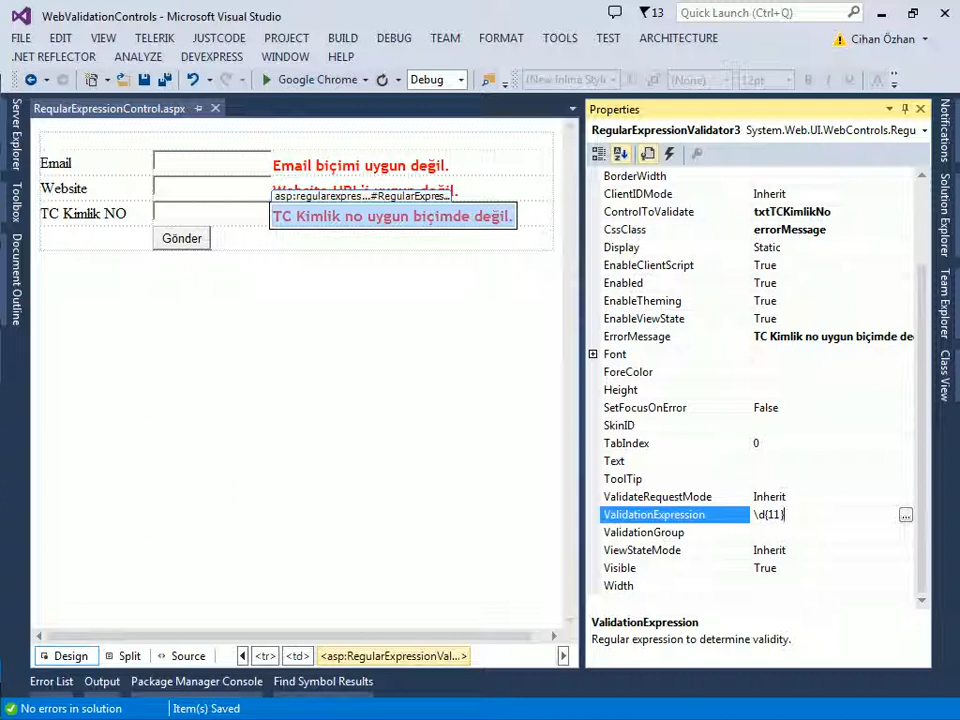 WebValidationControls - Microsoft Visual Studio
13
Quick Launch (Ctrl+Q)
FILE EDIT VIEW TELERIK JUSTCODE PROJECT BUILD DEBUG TEAM FORMAT TOOLS TEST ARCHITECTURE
Cihan Özhan
.NET REFLECTOR ANALYZE DEVEXPRESS WINDOW HELP
Google Chrome Debug (New Inline Style (None) 12pt B I U A
Server Explorer
Toolbox
Document Outline
ReqularExpressionControl.aspx
Email Email biçimi uygun değil.
Website
asp:regularexpres...#RegularExpres...
TC Kimlik NO TC Kimlik no uygun biçimde değil.
Gönder
Properties
RegularExpressionValidator3 System.Web.UI.WebControls.Regu
BorderWidth
ClientIDMode Inherit
ControlToValidate txtTCKimlikNo
CssClass errorMessage
Display Static
EnableClientScript True
Enabled True
EnableTheming True
EnableViewState True
ErrorMessage TC Kimlik no uygun biçimde de
Font
ForeColor
Height
SetFocusOnError False
SkinID
TabIndex 0
Text
ToolTip
ValidateRequestMode Inherit
ValidationExpression \d{11} ...
ValidationGroup
ViewStateMode Inherit
Visible True
Width
ValidationExpression
Regular expression to determine validity.
Notifications
Solution Explorer
Team Explorer
Class View
Design Split Source <tr> <td> <asp:RegularExpressionVal...>
Error List Package Manager Console Find Symbol Results
No errors in solution Item(s) Saved